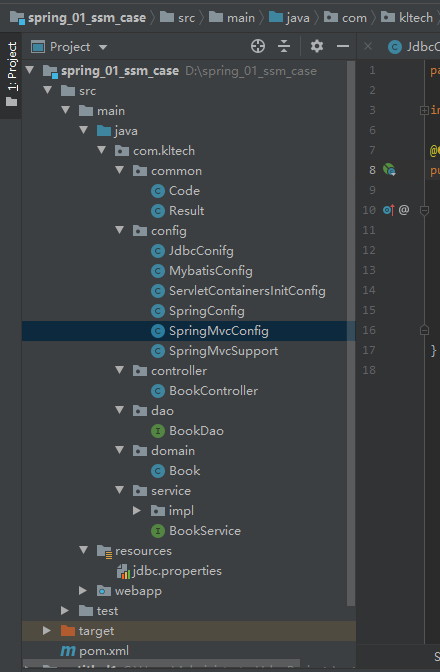 spring_01_ssm_case src main java com kltech
1: Project
Project
JdbcC
spring_01_ssm_case D:\spring_01_ssm_case
1 pa
src
2
main
3 im
java
6
com.kltech
7 @C
common
8 pu
Code
9
Result
10 @
config
11
JdbcConifg
12
MybatisConfig
13
ServletContainersInitConfig
14
SpringConfig
15
SpringMvcConfig
16
SpringMvcSupport
17 }
controller
18
BookController
dao
BookDao
domain
Book
service
impl
BookService
resources
jdbc.properties
webapp
test
target
pom.xml